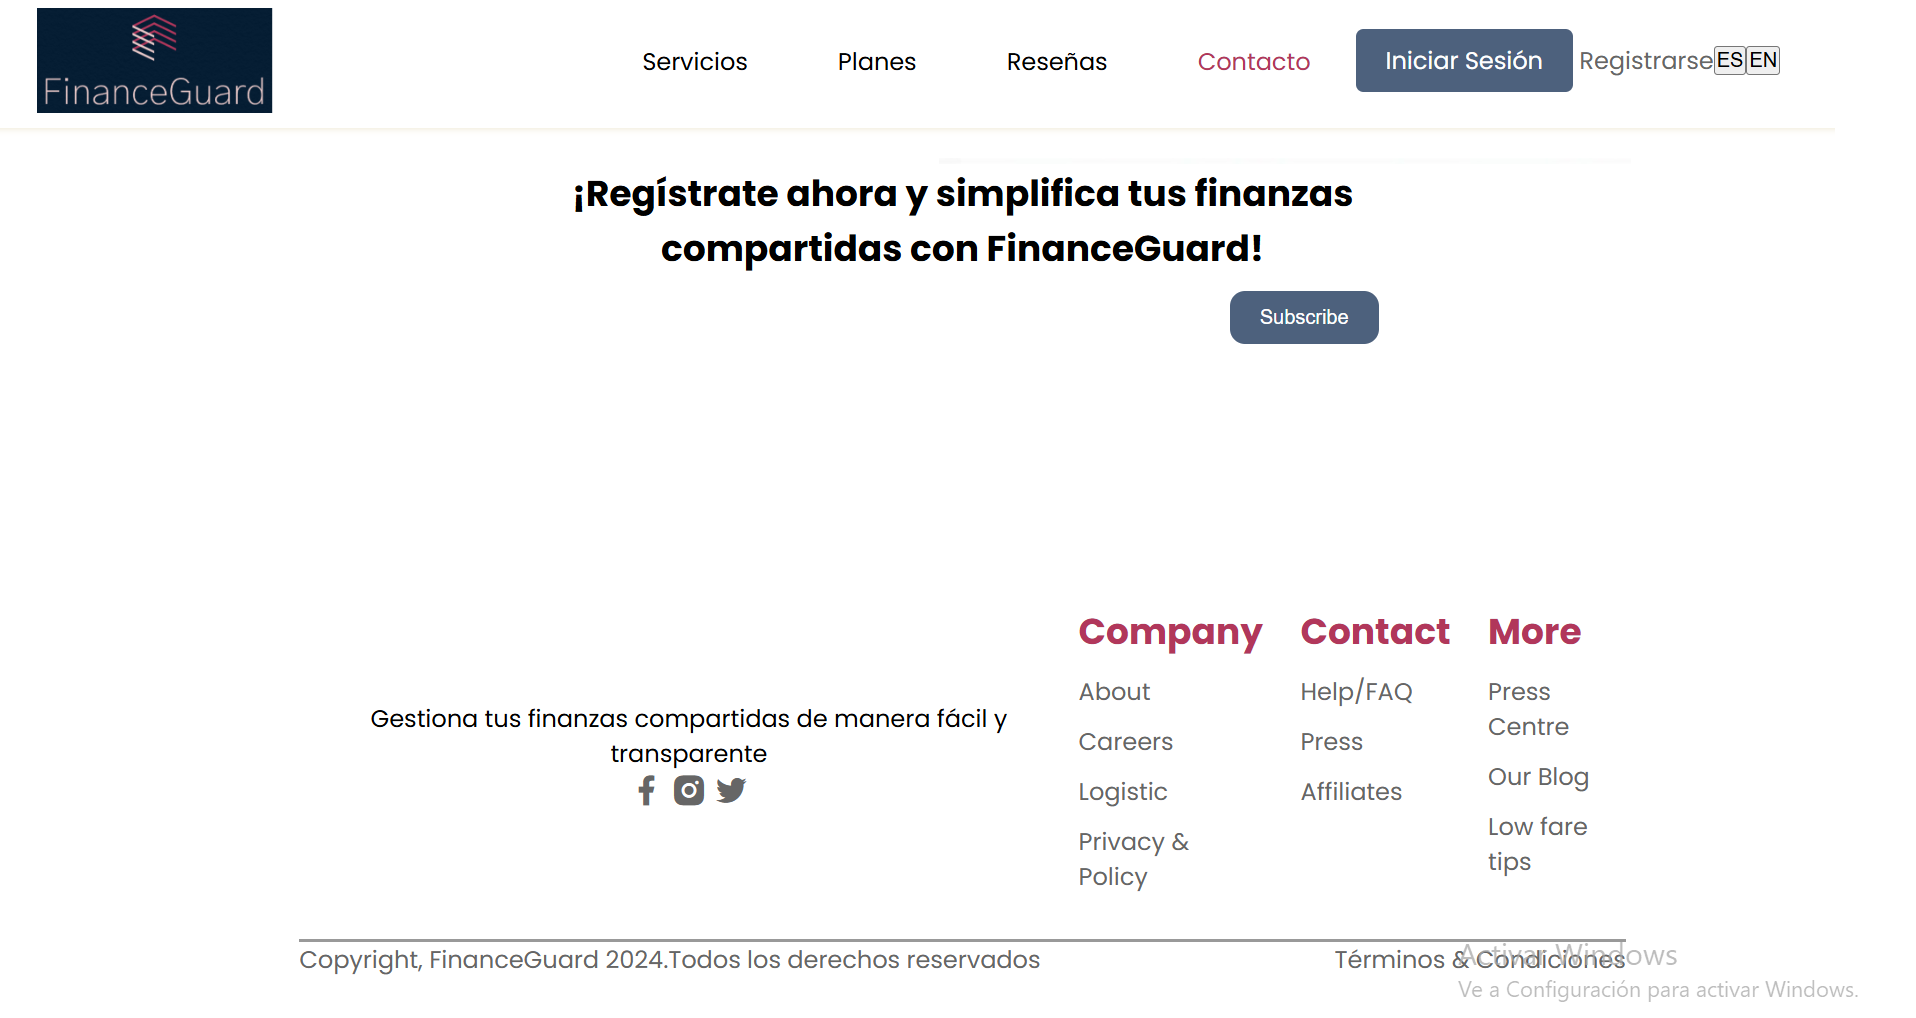 FinanceGuard
Servicios Planes Reseñas Contacto Iniciar Sesión Registrarse ES EN
¡Regístrate ahora y simplifica tus finanzas
compartidas con FinanceGuard!
Subscribe
Gestiona tus finanzas compartidas de manera fácil y
transparente
Company
About
Careers
Logistic
Privacy &
Policy
Contact
Help/FAQ
Press
Affiliates
More
Press
Centre
Our Blog
Low fare
tips
Copyright, FinanceGuard 2024.Todos los derechos reservados
Términos & Condiciones
Activar Windows
Ve a Configuración para activar Windows.